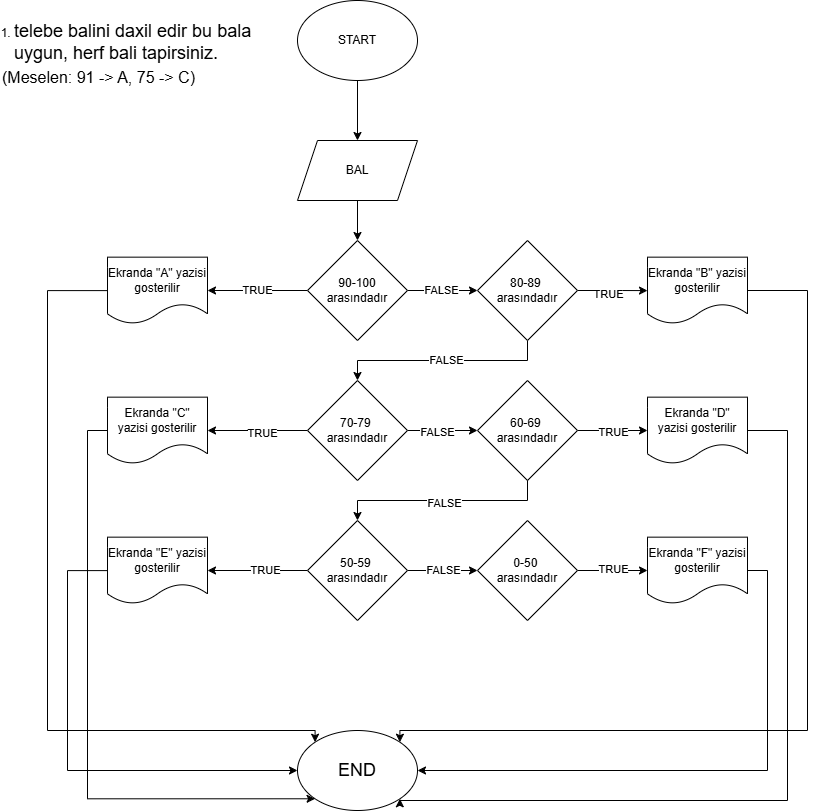 1. telebe balini daxil edir bu bala
uygun, herf bali tapirsiniz.
(Meselen: 91 -> A, 75 -> C)
START
BAL
Ekranda "A" yazisi
gosterilir
TRUE
90-100
arasındadır
FALSE
80-89
arasındadır
TRUE
Ekranda "B" yazisi
gosterilir
FALSE
Ekranda "C"
yazisi gosterilir
TRUE
70-79
arasındadır
FALSE
60-69
arasındadır
TRUE
Ekranda "D"
yazisi gosterilir
FALSE
Ekranda "E" yazisi
gosterilir
TRUE
50-59
arasındadır
FALSE
0-50
arasındadır
TRUE
Ekranda "F" yazisi
gosterilir
END